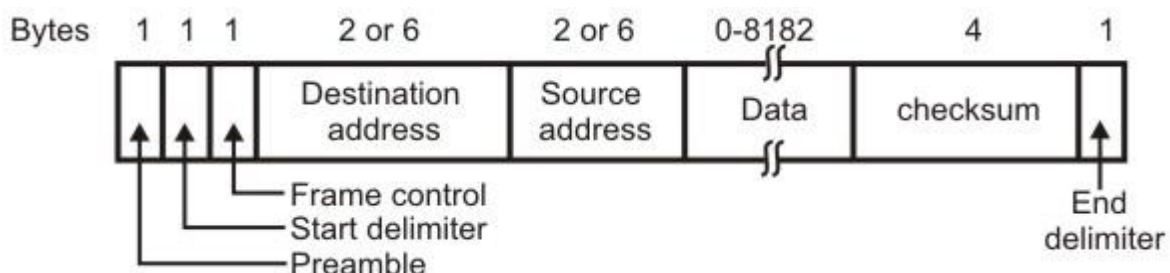 Bytes 1 1 1 2 or 6 2 or 6 0-8182 4 1
Destination address
Source address
Data
checksum
Frame control
Start delimiter
Preamble
End delimiter